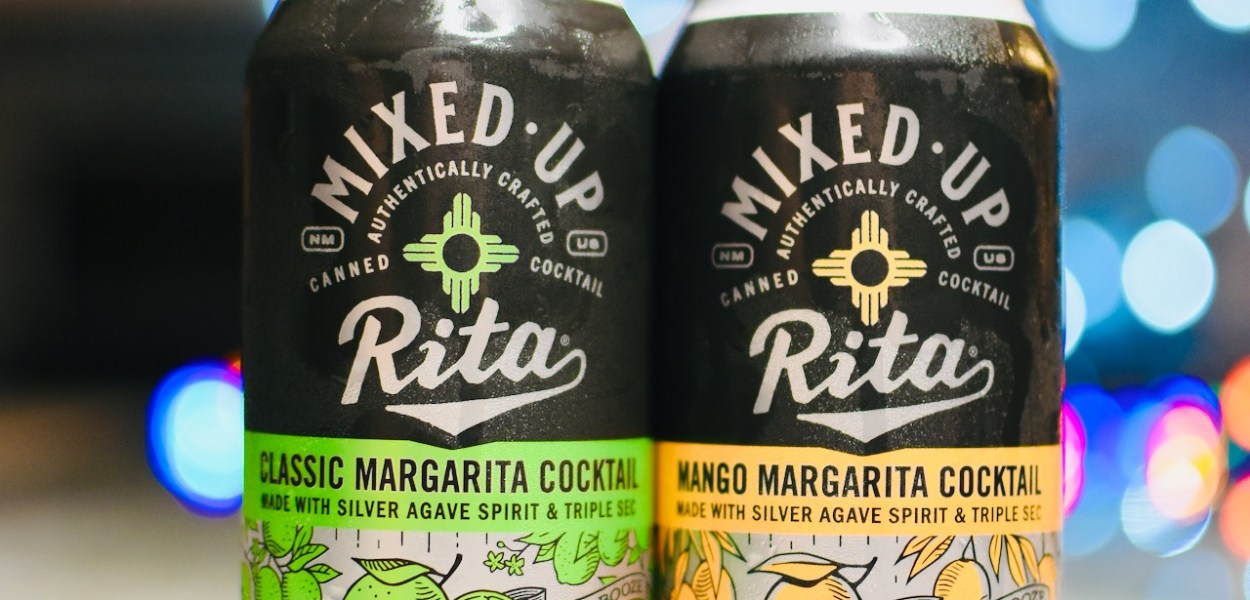 MIXED·UP
AUTHENTICALLY CRAFTED
NM
US
CANNED
COCKTAIL
Rita®
CLASSIC MARGARITA COCKTAIL
MADE WITH SILVER AGAVE SPIRIT & TRIPLE SEC
BOOZE
MIXED·UP
AUTHENTICALLY CRAFTED
NM
US
CANNED
COCKTAIL
Rita®
MANGO MARGARITA COCKTAIL
MADE WITH SILVER AGAVE SPIRIT & TRIPLE SEC
BOOZE